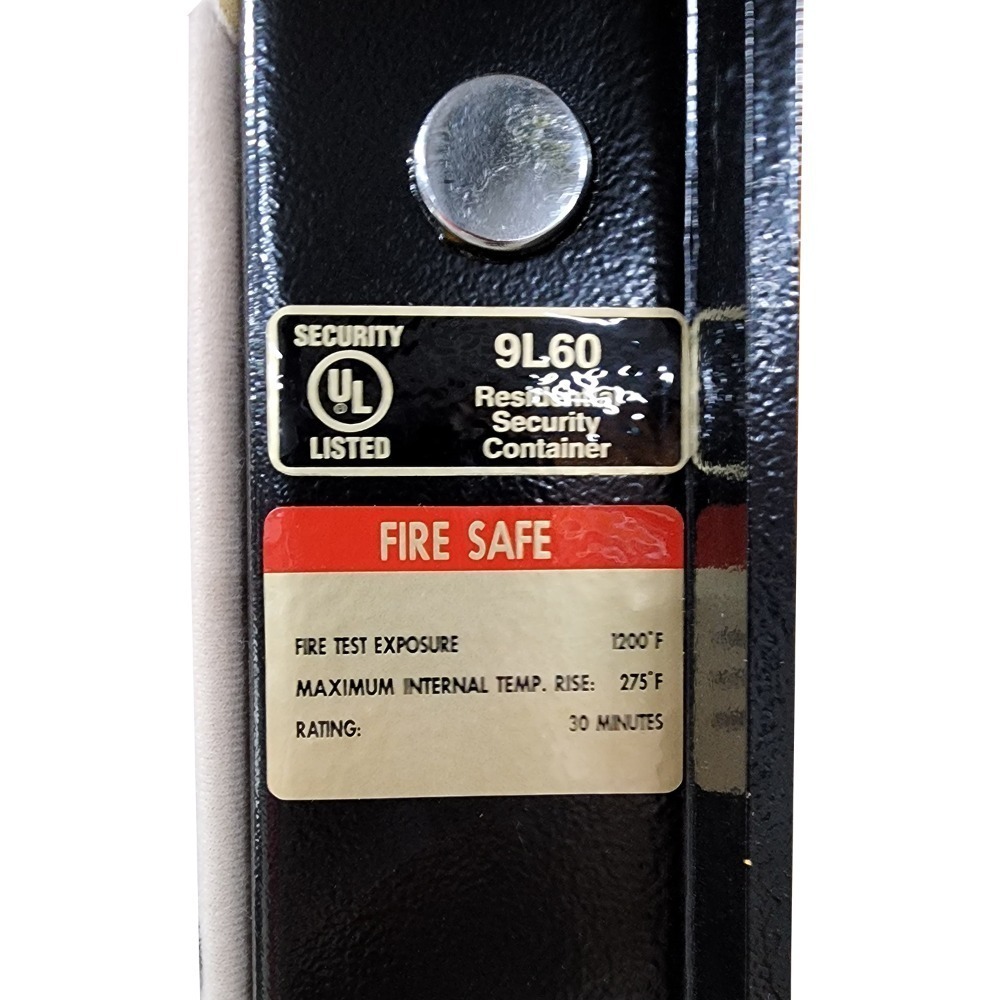 SECURITY
UL
®
LISTED
9L60
Residential
Security
Container
FIRE SAFE
FIRE TEST EXPOSURE 1200°F
MAXIMUM INTERNAL TEMP. RISE: 275°F
RATING: 30 MINUTES